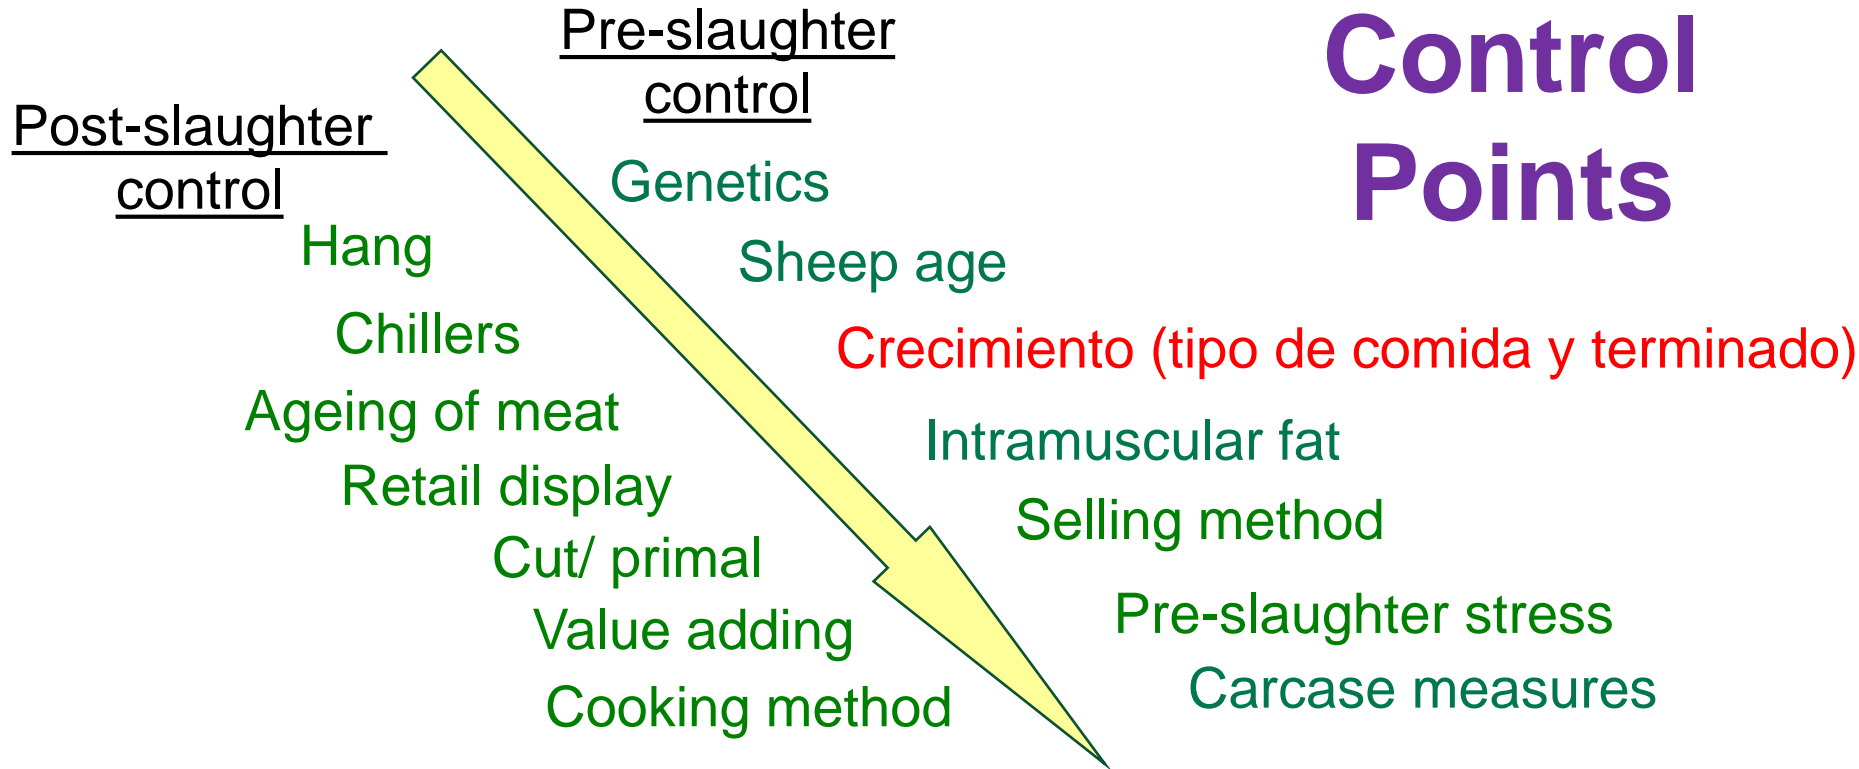 Control
Points
Pre-slaughter
control
Genetics
Sheep age
Crecimiento (tipo de comida y terminado)
Intramuscular fat
Selling method
Pre-slaughter stress
Carcase measures
Post-slaughter
control
Hang
Chillers
Ageing of meat
Retail display
Cut/ primal
Value adding
Cooking method